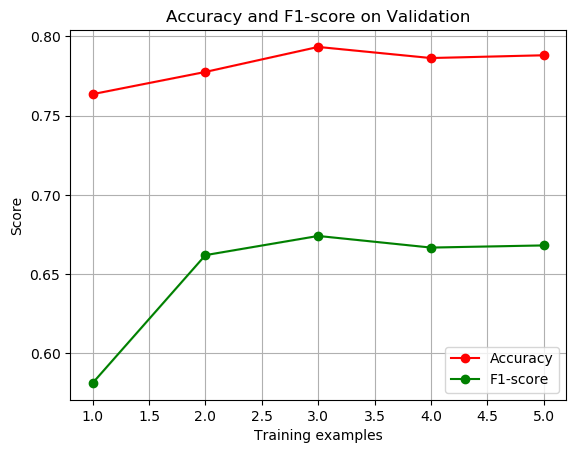 Accuracy and F1-score on Validation
0.80
0.75
0.70
0.65
0.60
Score
1.0 1.5 2.0 2.5 3.0 3.5 4.0 4.5 5.0
Training examples
Accuracy
F1-score